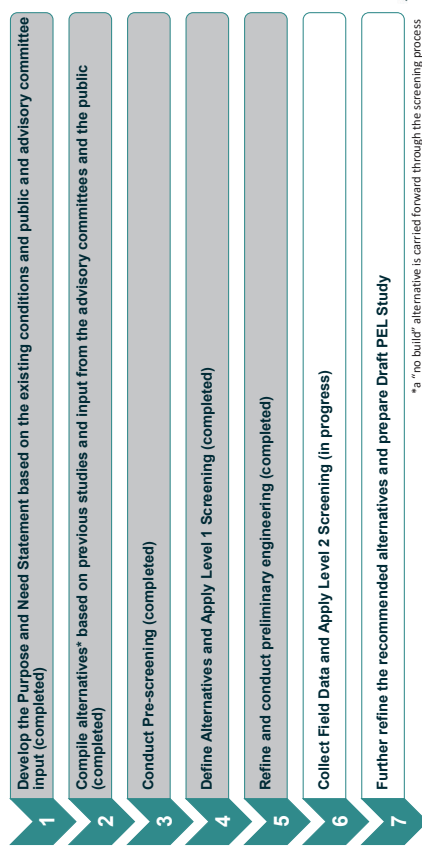 1
Develop the Purpose and Need Statement based on the existing conditions and public and advisory committee
input (completed)
2
Compile alternatives* based on previous studies and input from the advisory committees and the public
(completed)
3
Conduct Pre-screening (completed)
4
Define Alternatives and Apply Level 1 Screening (completed)
5
Refine and conduct preliminary engineering (completed)
6
Collect Field Data and Apply Level 2 Screening (in progress)
7
Further refine the recommended alternatives and prepare Draft PEL Study
*a “no build” alternative is carried forward through the screening process